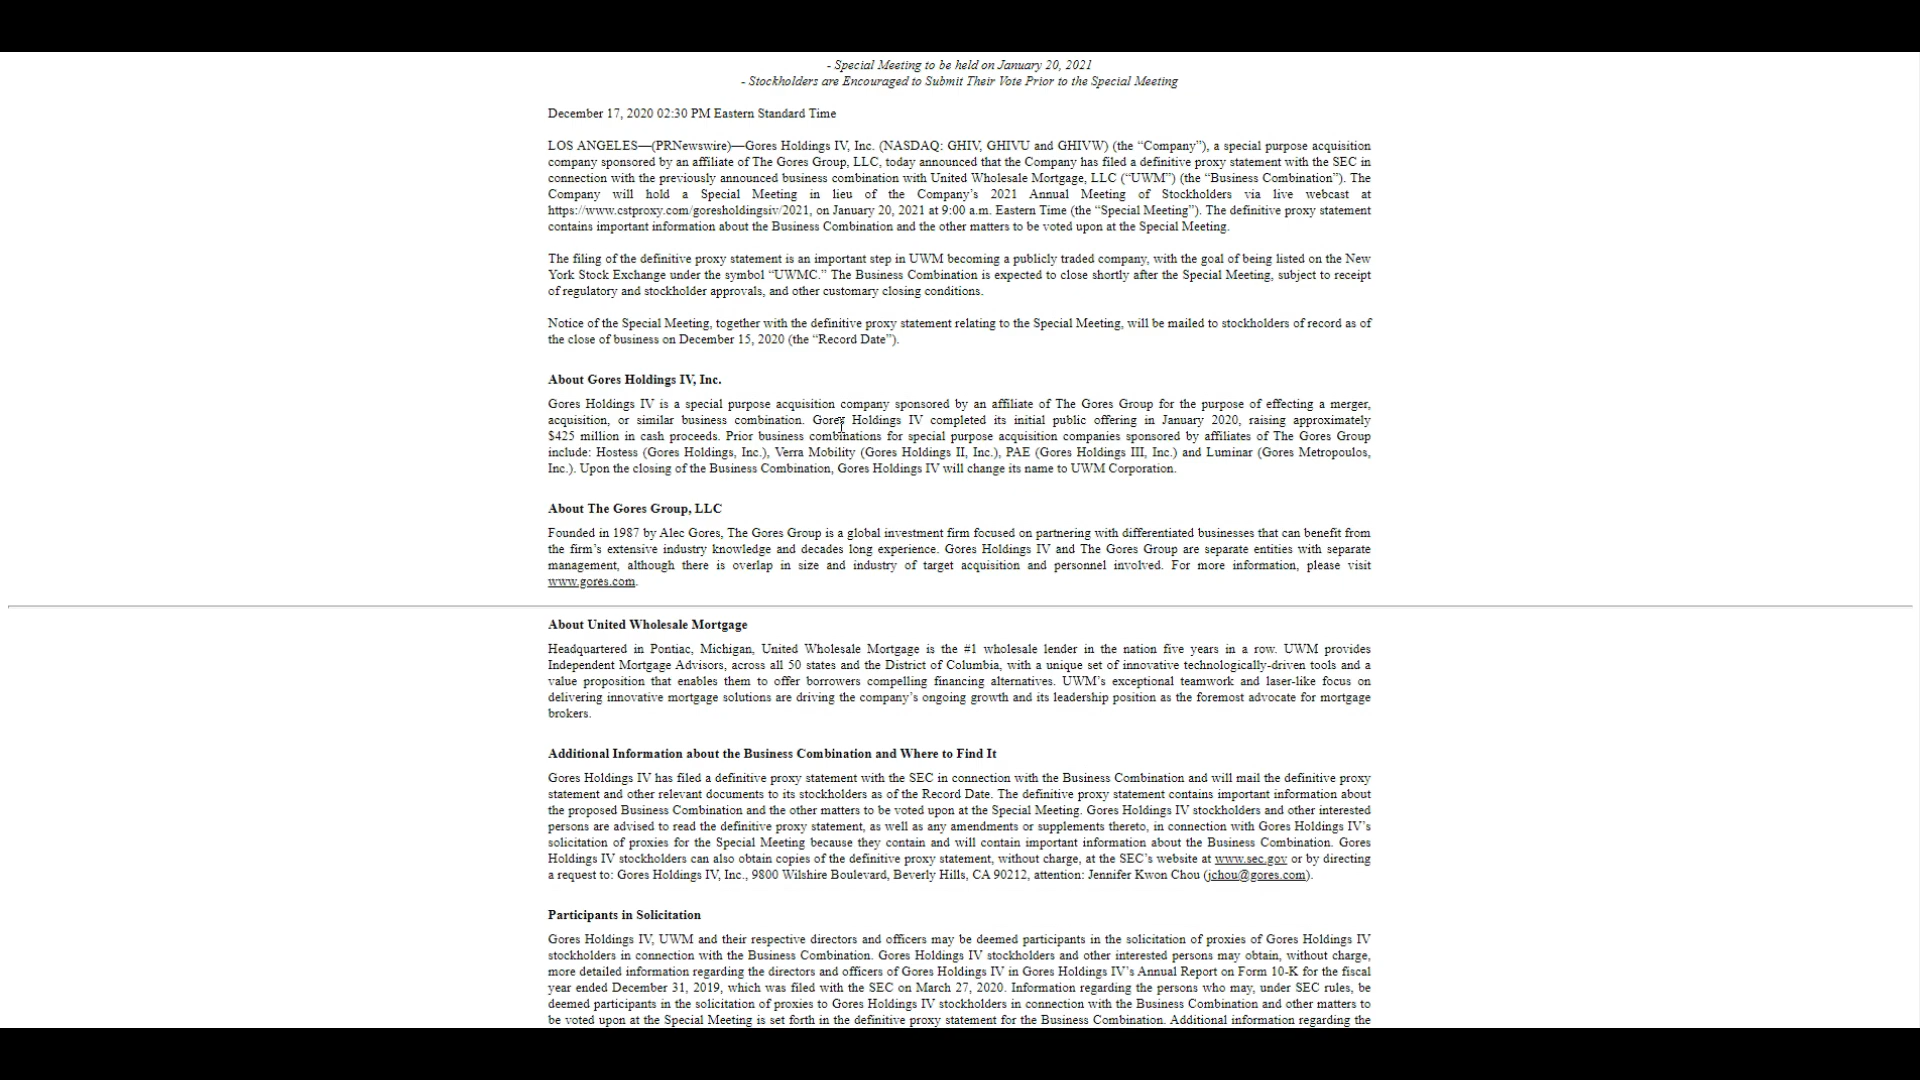 - Special Meeting to be held on January 20, 2021
- Stockholders are Encouraged to Submit Their Vote Prior to the Special Meeting
December 17, 2020 02:30 PM Eastern Standard Time
LOS ANGELES—(PRNewswire)—Gores Holdings IV, Inc. (NASDAQ: GHIV, GHIVU and GHIVW) (the “Company”), a special purpose acquisition
company sponsored by an affiliate of The Gores Group, LLC, today announced that the Company has filed a definitive proxy statement with the SEC in
connection with the previously announced business combination with United Wholesale Mortgage, LLC (“UWM”) (the “Business Combination”). The
Company will hold a Special Meeting in lieu of the Company’s 2021 Annual Meeting of Stockholders via live webcast at
https://www.cstproxy.com/goresholdingsiv/2021, on January 20, 2021 at 9:00 a.m. Eastern Time (the “Special Meeting”). The definitive proxy statement
contains important information about the Business Combination and the other matters to be voted upon at the Special Meeting.
The filing of the definitive proxy statement is an important step in UWM becoming a publicly traded company, with the goal of being listed on the New
York Stock Exchange under the symbol “UWMC.” The Business Combination is expected to close shortly after the Special Meeting, subject to receipt
of regulatory and stockholder approvals, and other customary closing conditions.
Notice of the Special Meeting, together with the definitive proxy statement relating to the Special Meeting, will be mailed to stockholders of record as of
the close of business on December 15, 2020 (the “Record Date”).
About Gores Holdings IV, Inc.
Gores Holdings IV is a special purpose acquisition company sponsored by an affiliate of The Gores Group for the purpose of effecting a merger,
acquisition, or similar business combination. Gores Holdings IV completed its initial public offering in January 2020, raising approximately
$425 million in cash proceeds. Prior business combinations for special purpose acquisition companies sponsored by affiliates of The Gores Group
include: Hostess (Gores Holdings, Inc.), Verra Mobility (Gores Holdings II, Inc.), PAE (Gores Holdings III, Inc.) and Luminar (Gores Metropoulos,
Inc.). Upon the closing of the Business Combination, Gores Holdings IV will change its name to UWM Corporation.
About The Gores Group, LLC
Founded in 1987 by Alec Gores, The Gores Group is a global investment firm focused on partnering with differentiated businesses that can benefit from
the firm’s extensive industry knowledge and decades long experience. Gores Holdings IV and The Gores Group are separate entities with separate
management, although there is overlap in size and industry of target acquisition and personnel involved. For more information, please visit
www.gores.com.
About United Wholesale Mortgage
Headquartered in Pontiac, Michigan, United Wholesale Mortgage is the #1 wholesale lender in the nation five years in a row. UWM provides
Independent Mortgage Advisors, across all 50 states and the District of Columbia, with a unique set of innovative technologically-driven tools and a
value proposition that enables them to offer borrowers compelling financing alternatives. UWM’s exceptional teamwork and laser-like focus on
delivering innovative mortgage solutions are driving the company’s ongoing growth and its leadership position as the foremost advocate for mortgage
brokers.
Additional Information about the Business Combination and Where to Find It
Gores Holdings IV has filed a definitive proxy statement with the SEC in connection with the Business Combination and will mail the definitive proxy
statement and other relevant documents to its stockholders as of the Record Date. The definitive proxy statement contains important information about
the proposed Business Combination and the other matters to be voted upon at the Special Meeting. Gores Holdings IV stockholders and other interested
persons are advised to read the definitive proxy statement, as well as any amendments or supplements thereto, in connection with Gores Holdings IV’s
solicitation of proxies for the Special Meeting because they contain and will contain important information about the Business Combination. Gores
Holdings IV stockholders can also obtain copies of the definitive proxy statement, without charge, at the SEC’s website at www.sec.gov or by directing
a request to: Gores Holdings IV, Inc., 9800 Wilshire Boulevard, Beverly Hills, CA 90212, attention: Jennifer Kwon Chou (jchou@gores.com).
Participants in Solicitation
Gores Holdings IV, UWM and their respective directors and officers may be deemed participants in the solicitation of proxies of Gores Holdings IV
stockholders in connection with the Business Combination. Gores Holdings IV stockholders and other interested persons may obtain, without charge,
more detailed information regarding the directors and officers of Gores Holdings IV in Gores Holdings IV’s Annual Report on Form 10-K for the fiscal
year ended December 31, 2019, which was filed with the SEC on March 27, 2020. Information regarding the persons who may, under SEC rules, be
deemed participants in the solicitation of proxies to Gores Holdings IV stockholders in connection with the Business Combination and other matters to
be voted upon at the Special Meeting is set forth in the definitive proxy statement for the Business Combination. Additional information regarding the